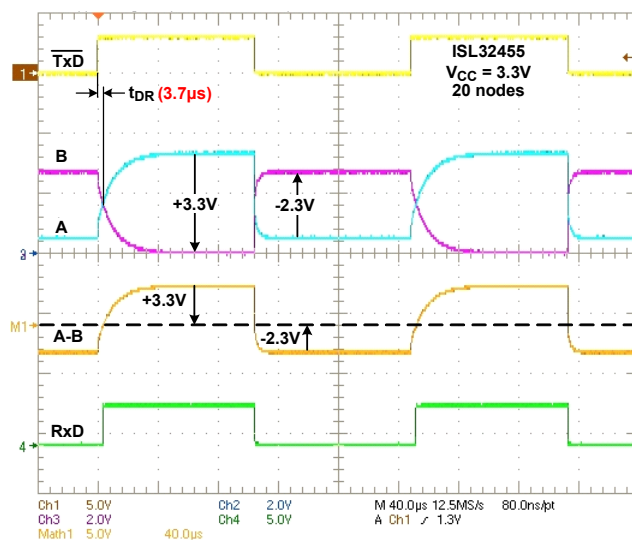 TxD
ISL32455
VCC = 3.3V
20 nodes
1
tDR (3.7µs)
B
+3.3V
-2.3V
A
3
+3.3V
M1
A-B
-2.3V
RxD
4
Ch1 5.0V Ch2 2.0V M 40.0µs 12.5MS/s 80.0ns/pt
Ch3 2.0V Ch4 5.0V A Ch1 ∕ 1.3V
Math1 5.0V 40.0µs